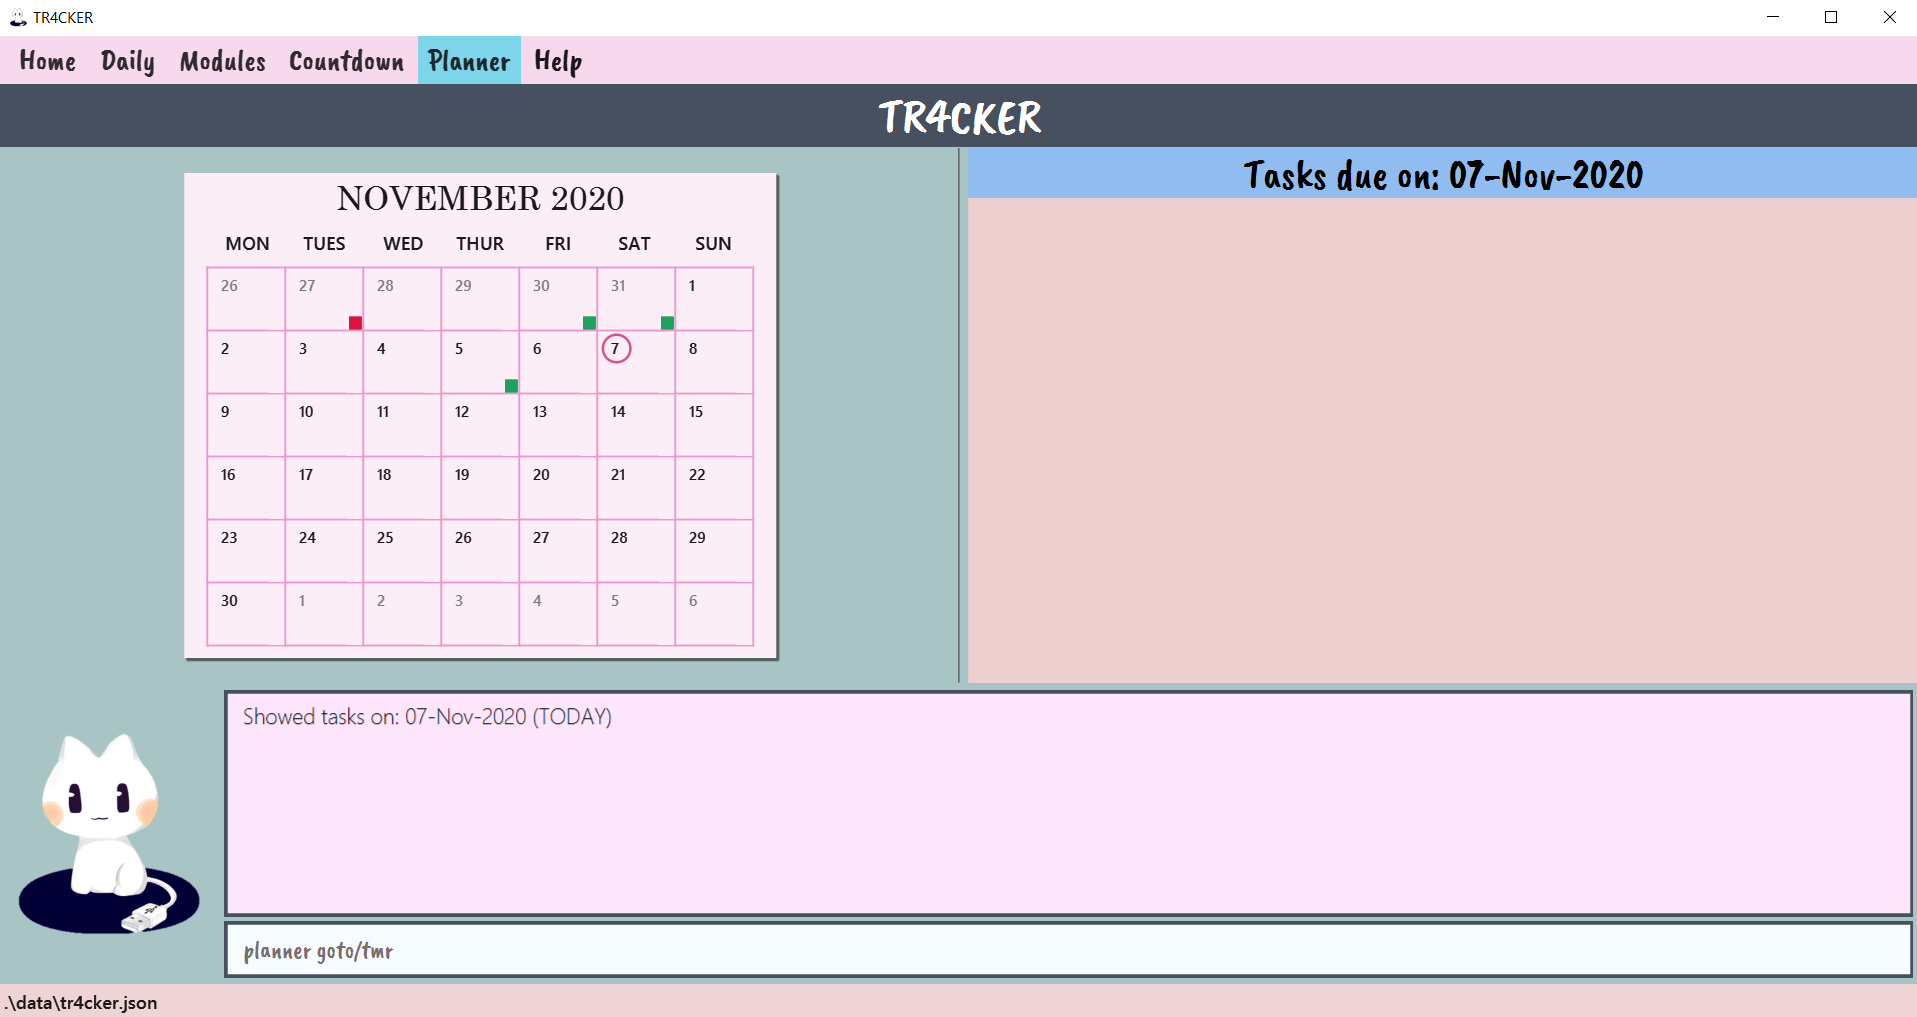 TR4CKER
Home Daily Modules Countdown Planner Help
TR4CKER
NOVEMBER 2020
MON TUES WED THUR FRI SAT SUN
26 27 28 29 30 31 1
2 3 4 5 6 7 8
9 10 11 12 13 14 15
16 17 18 19 20 21 22
23 24 25 26 27 28 29
30 1 2 3 4 5 6
Tasks due on: 07-Nov-2020
Showed tasks on: 07-Nov-2020 (TODAY)
planner goto/tmr
.\data\tr4cker.json